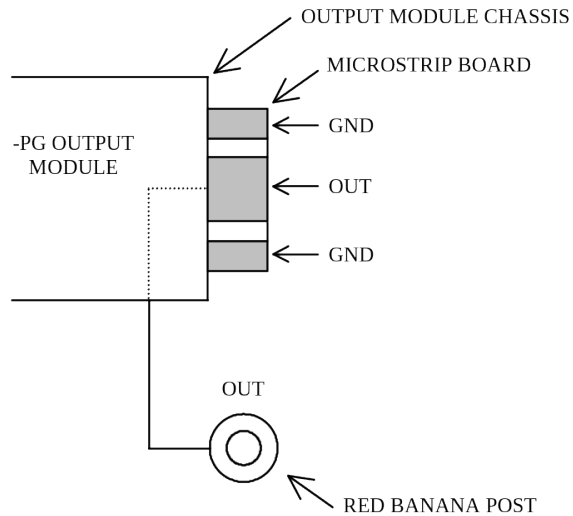 OUTPUT MODULE CHASSIS
MICROSTRIP BOARD
GND
-PG OUTPUT
MODULE
OUT
GND
OUT
RED BANANA POST